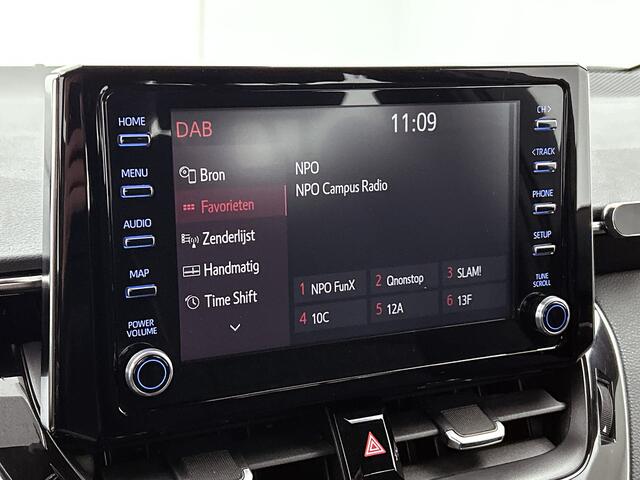 HOME
MENU
AUDIO
MAP
POWER
VOLUME
DAB
11:09
Bron
Favorieten
Zenderlijst
Handmatig
Time Shift
NPO
NPO Campus Radio
1 NPO FunX
2 Qnonstop
3 SLAM!
4 10C
5 12A
6 13F
CH >
< TRACK
PHONE
SETUP
TUNE
SCROLL